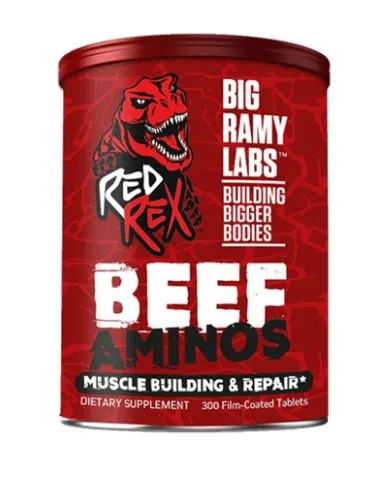 BIG
RAMY
LABS™
BUILDING
BIGGER
BODIES
RED
REX
BEEF
AMINOS
MUSCLE BUILDING & REPAIR*
DIETARY SUPPLEMENT 300 Film-Coated Tablets